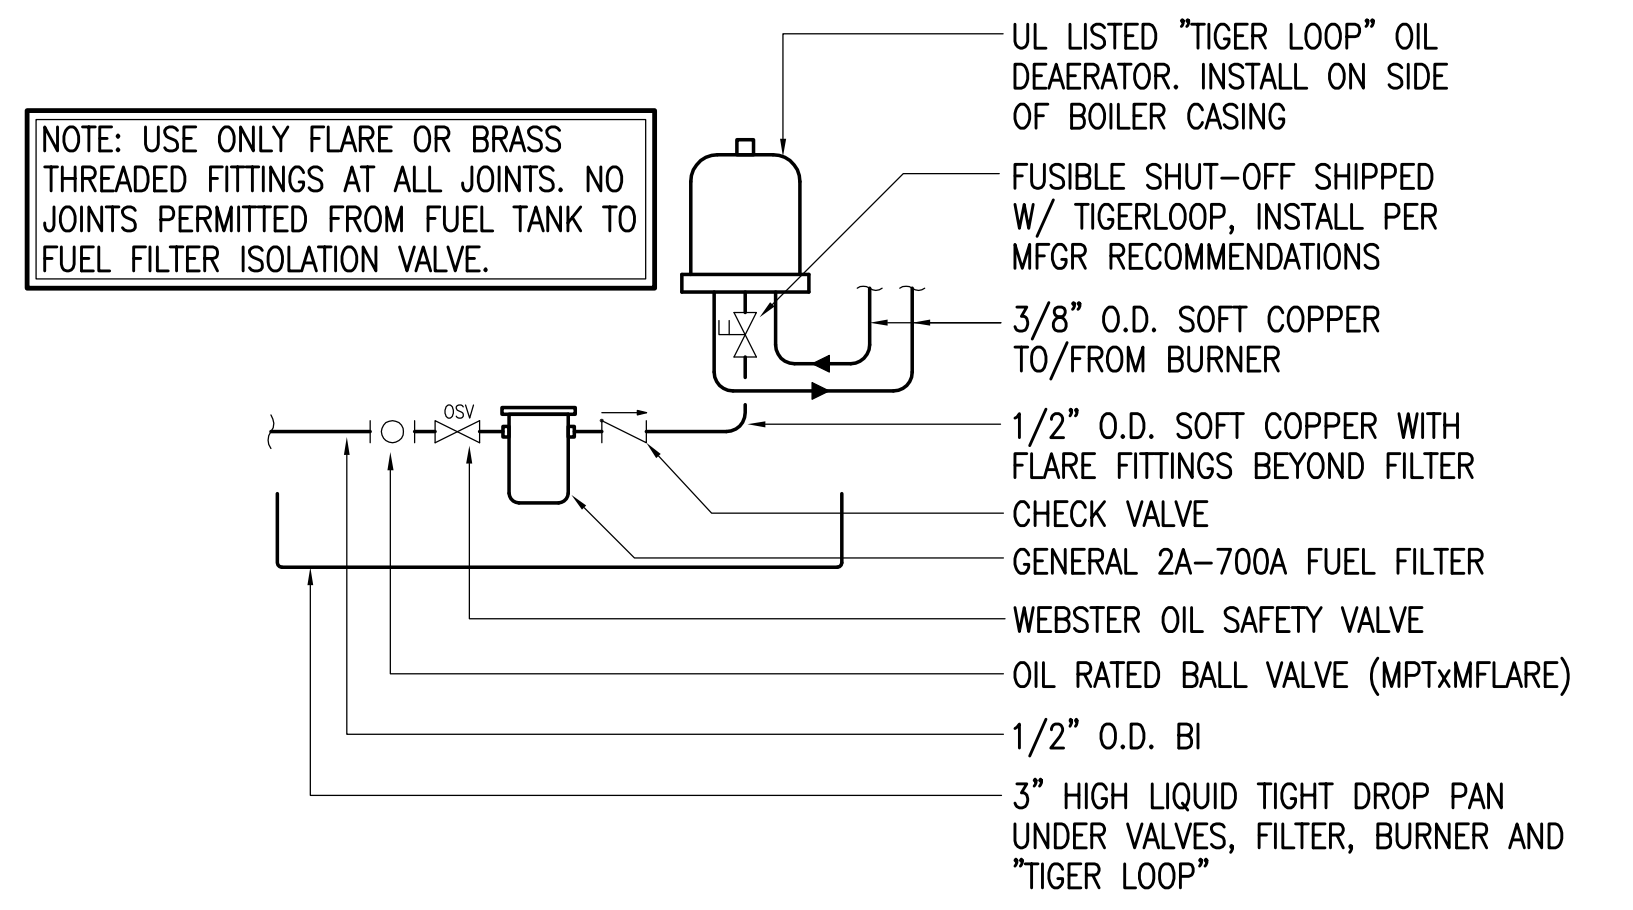 UL LISTED "TIGER LOOP" OIL
DEAERATOR. INSTALL ON SIDE
OF BOILER CASING
NOTE: USE ONLY FLARE OR BRASS
THREADED FITTINGS AT ALL JOINTS. NO
JOINTS PERMITTED FROM FUEL TANK TO
FUEL FILTER ISOLATION VALVE.
FUSIBLE SHUT-OFF SHIPPED
W/ TIGERLOOP, INSTALL PER
MFGR RECOMMENDATIONS
F
3/8" O.D. SOFT COPPER
TO/FROM BURNER
OSV
1/2" O.D. SOFT COPPER WITH
FLARE FITTINGS BEYOND FILTER
CHECK VALVE
GENERAL 2A-700A FUEL FILTER
WEBSTER OIL SAFETY VALVE
OIL RATED BALL VALVE (MPTxMFLARE)
1/2" O.D. BI
3" HIGH LIQUID TIGHT DROP PAN
UNDER VALVES, FILTER, BURNER AND
"TIGER LOOP"